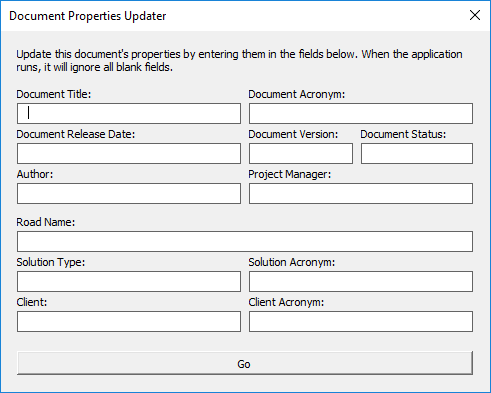 Document Properties Updater
Update this document's properties by entering them in the fields below. When the application
runs, it will ignore all blank fields.
Document Title: Document Acronym:
Document Release Date: Document Version: Document Status:
Author: Project Manager:
Road Name:
Solution Type: Solution Acronym:
Client: Client Acronym:
Go